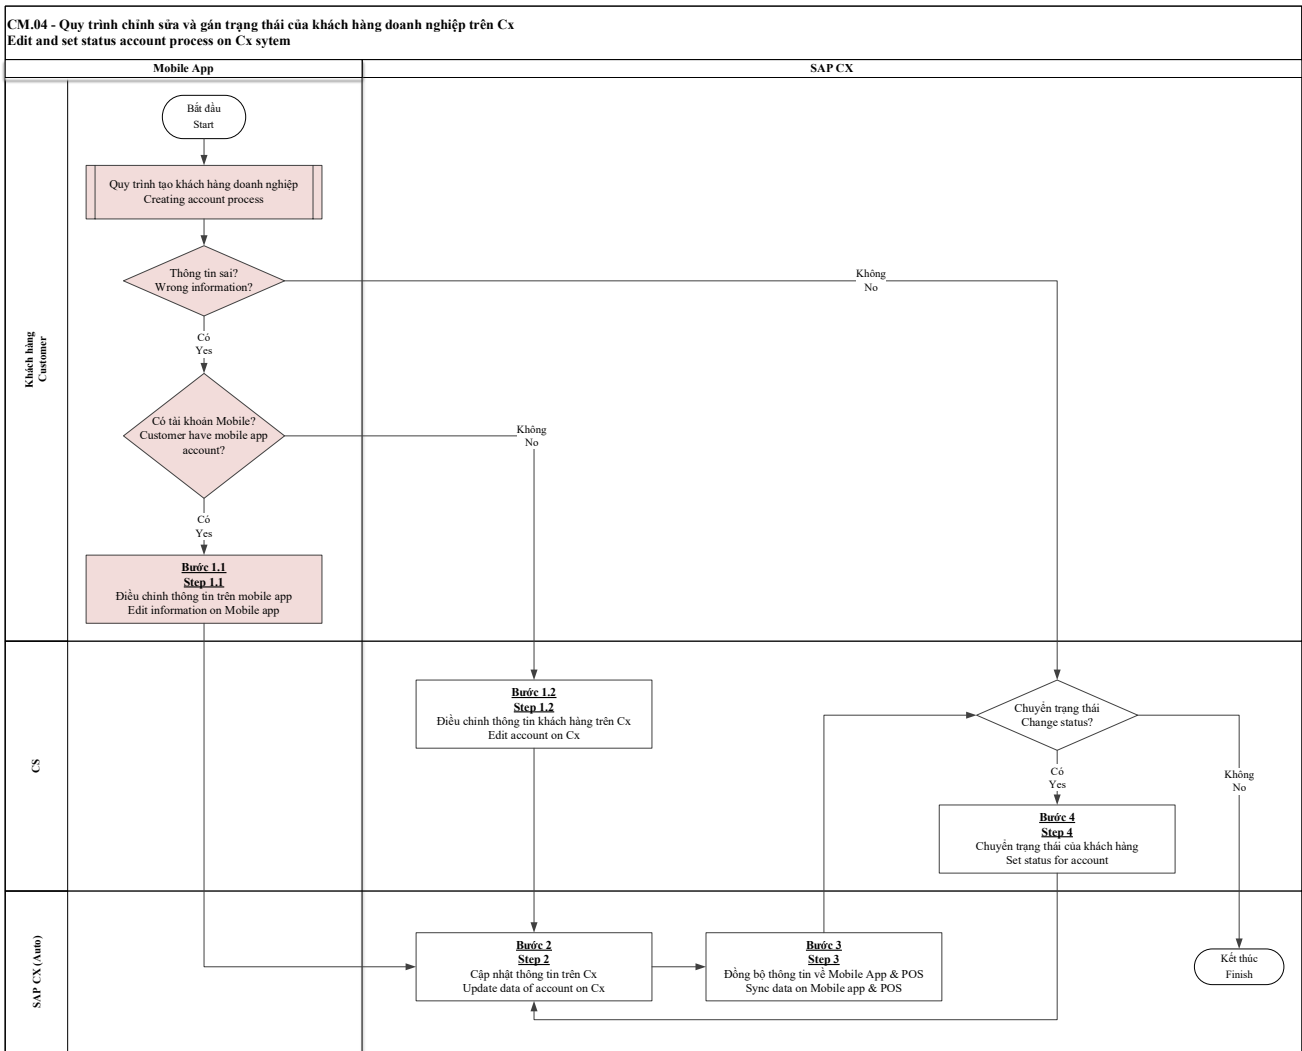 CM.04 - Quy trình chỉnh sửa và gán trạng thái của khách hàng doanh nghiệp trên Cx
Edit and set status account process on Cx sytem
Mobile App
SAP CX
Khách hàng
Customer
Bắt đầu
Start
Quy trình tạo khách hàng doanh nghiệp
Creating account process
Thông tin sai?
Wrong information?
Không
No
Có
Yes
Có tài khoản Mobile?
Customer have mobile app
account?
Không
No
Có
Yes
Bước 1.1
Step 1.1
Điều chỉnh thông tin trên mobile app
Edit information on Mobile app
CS
Bước 1.2
Step 1.2
Điều chỉnh thông tin khách hàng trên Cx
Edit account on Cx
Chuyển trạng thái
Change status?
Có
Yes
Không
No
Bước 4
Step 4
Chuyển trạng thái của khách hàng
Set status for account
SAP CX (Auto)
Bước 2
Step 2
Cập nhật thông tin trên Cx
Update data of account on Cx
Bước 3
Step 3
Đồng bộ thông tin về Mobile App & POS
Sync data on Mobile app & POS
Kết thúc
Finish